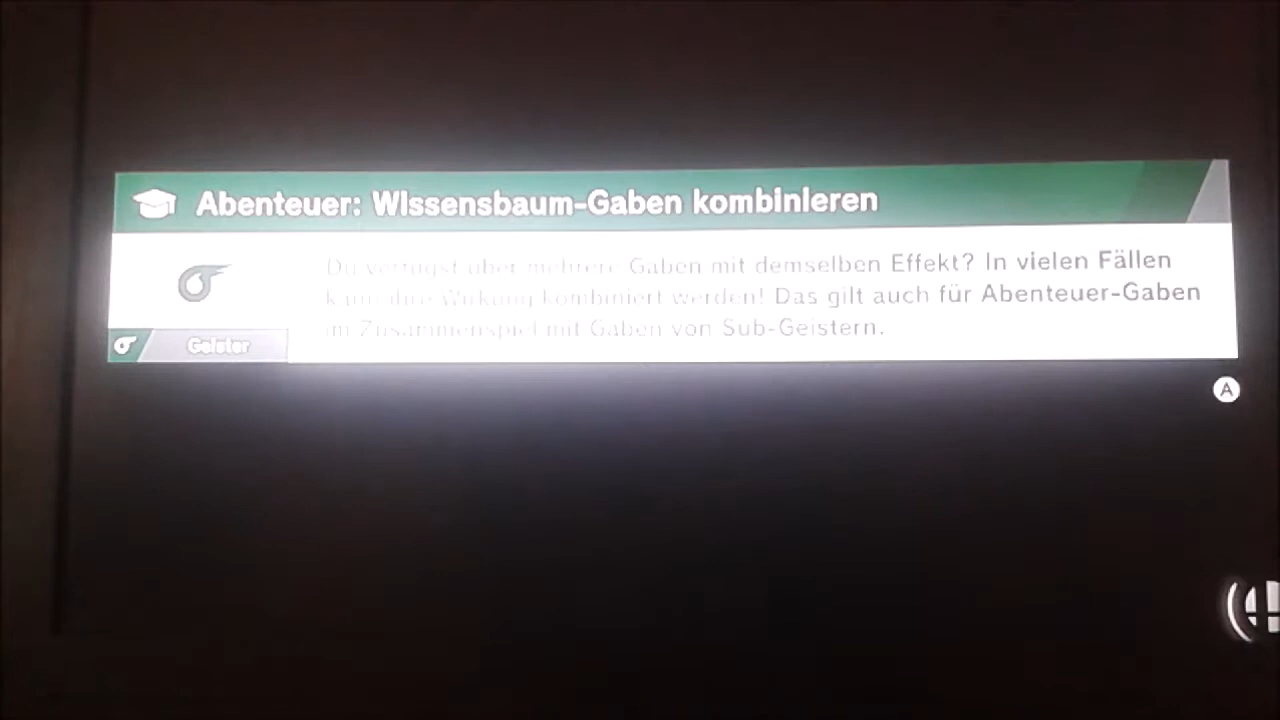 Abenteuer: Wissensbaum-Gaben kombinieren
Du verfügst über mehrere Gaben mit demselben Effekt? In vielen Fällen
kann ihre Wirkung kombiniert werden! Das gilt auch für Abenteuer-Gaben
im Zusammenspiel mit Gaben von Sub-Geistern.
Geister
A